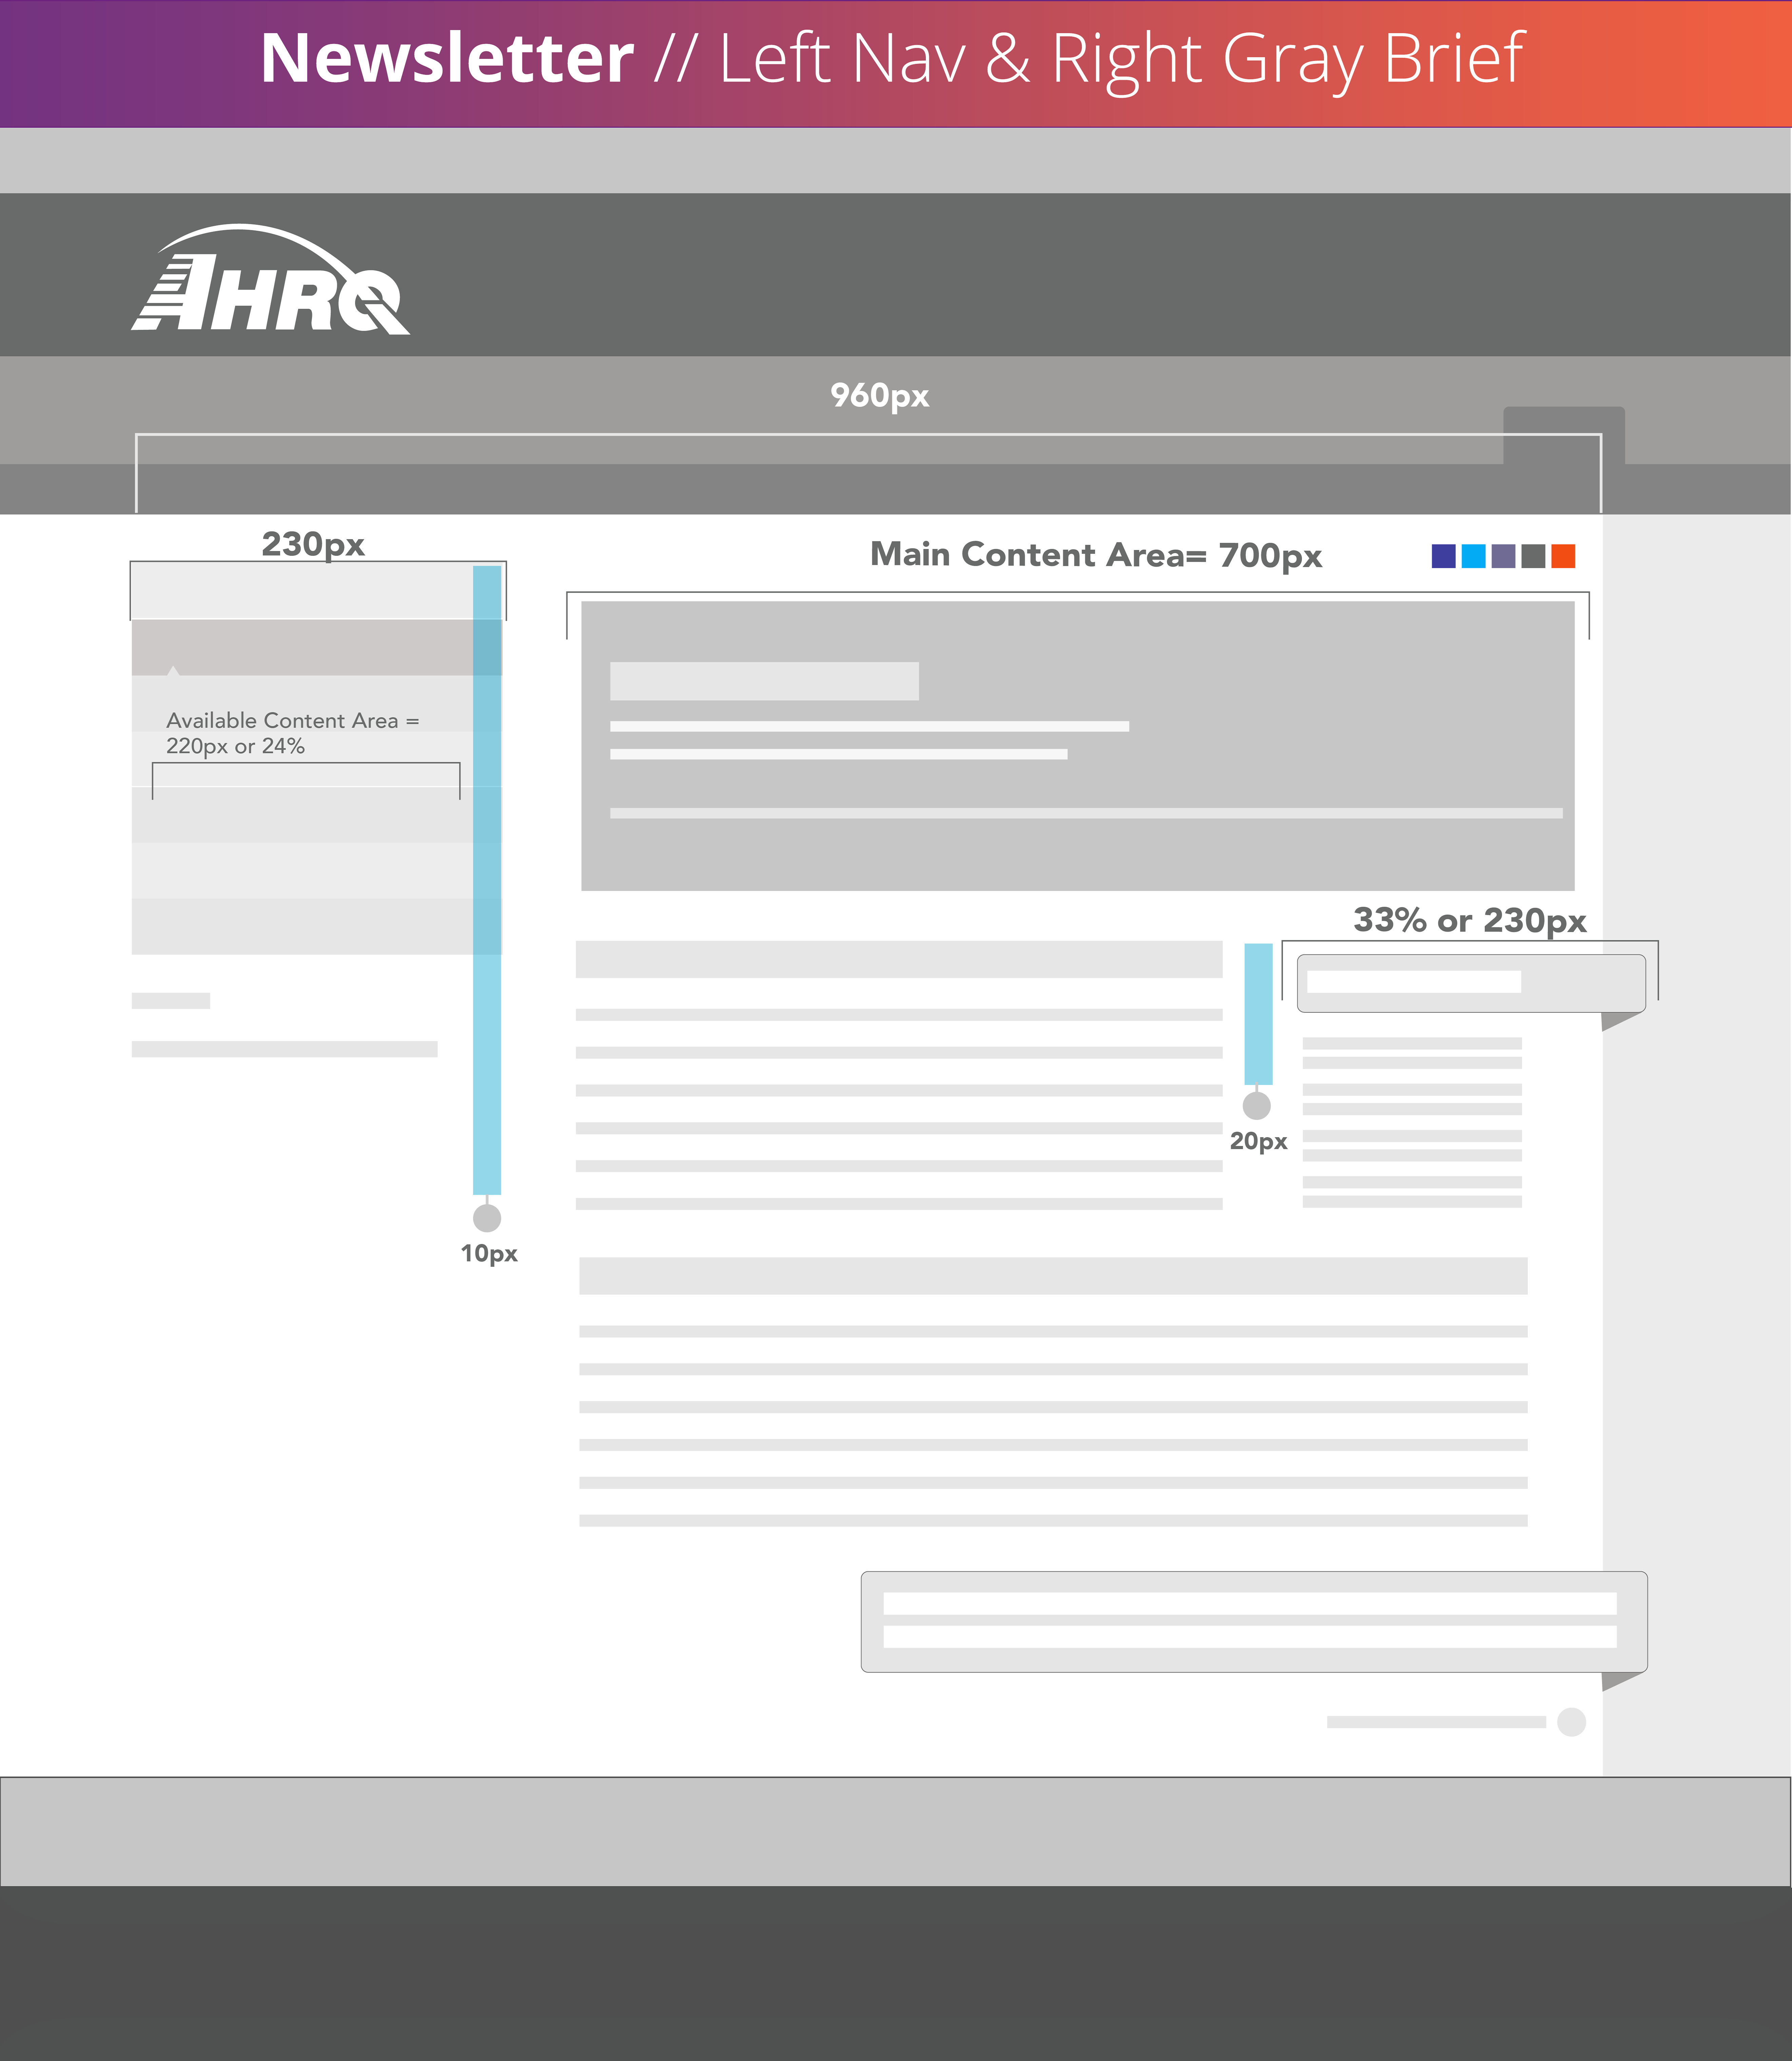 Newsletter // Left Nav & Right Gray Brief
AHRQ
960px
230px
Main Content Area= 700px
Available Content Area =
220px or 24%
33% or 230px
20px
10px